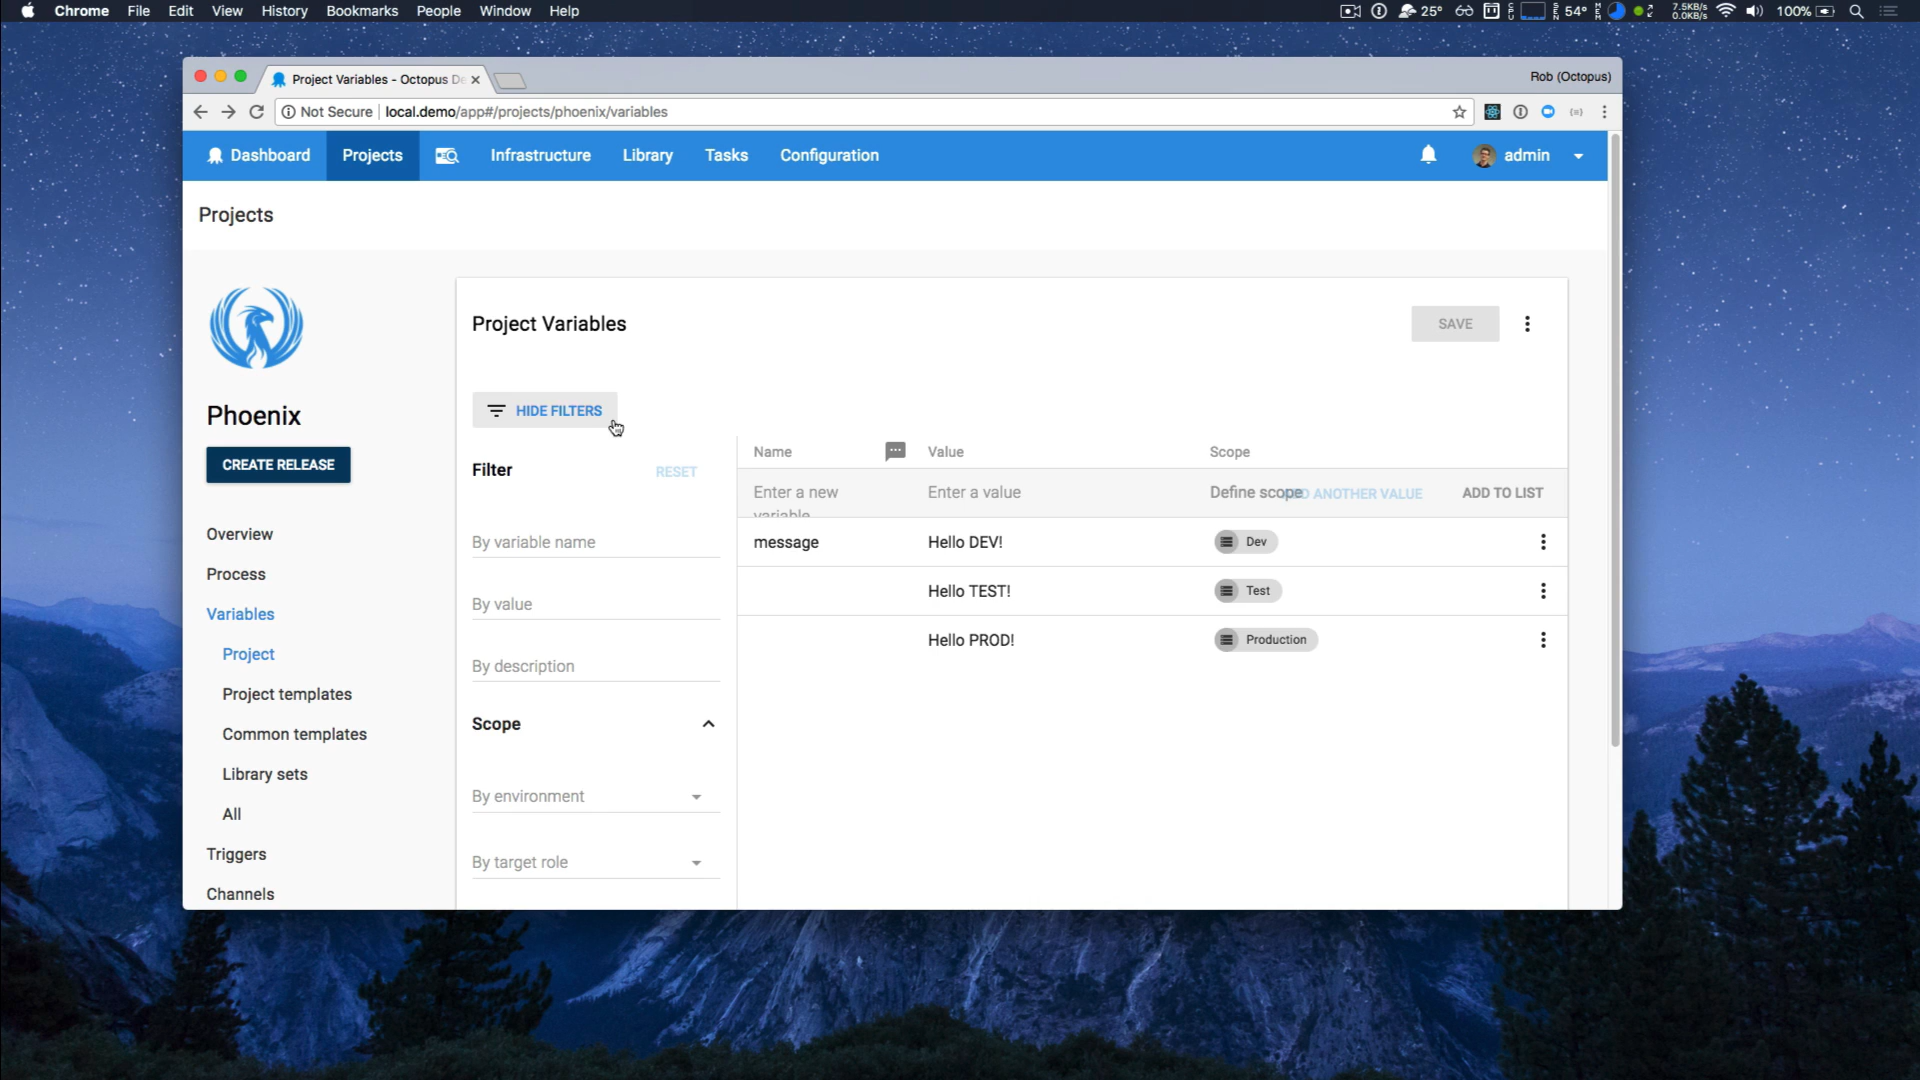 Chrome File Edit View History Bookmarks People Window Help
25° 54° 7.5KB/s 0.0KB/s 100%
Project Variables - Octopus De
Rob (Octopus)
Not Secure local.demo/app#/projects/phoenix/variables
Dashboard Projects Infrastructure Library Tasks Configuration admin
Projects
Phoenix
CREATE RELEASE
Overview
Process
Variables
Project
Project templates
Common templates
Library sets
All
Triggers
Channels
Project Variables
SAVE
HIDE FILTERS
Filter RESET
By variable name
By value
By description
Scope
By environment
By target role
Name Value Scope
Enter a new variable Enter a value Define scope ANOTHER VALUE ADD TO LIST
message Hello DEV! Dev
Hello TEST! Test
Hello PROD! Production